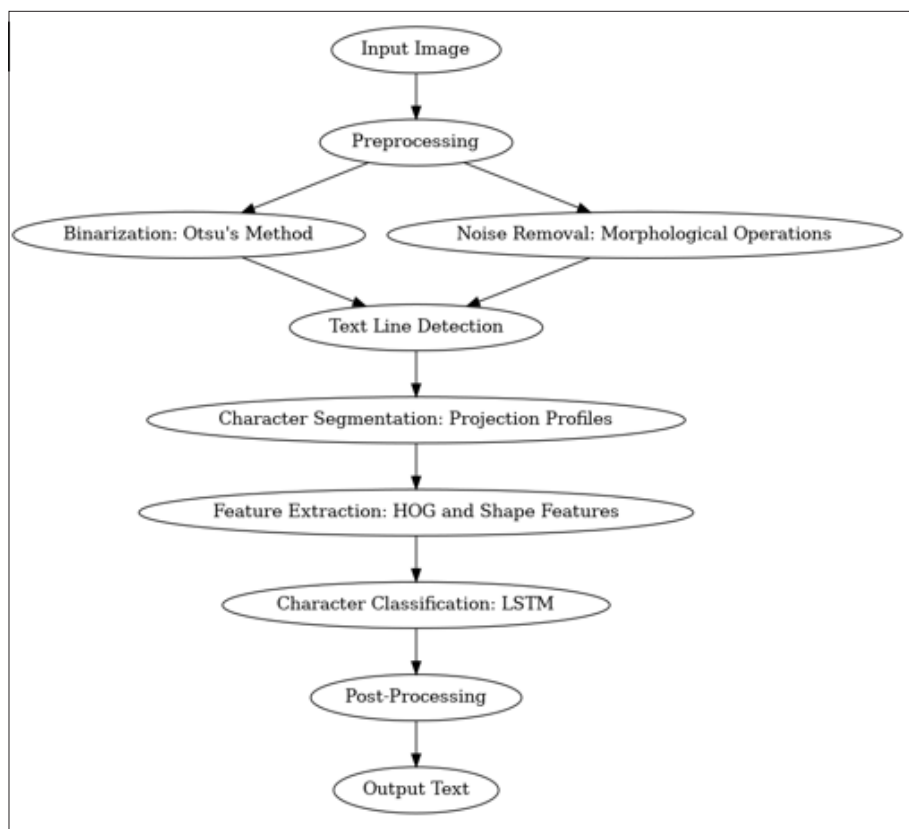 Input Image
Preprocessing
Binarization: Otsu's Method
Noise Removal: Morphological Operations
Text Line Detection
Character Segmentation: Projection Profiles
Feature Extraction: HOG and Shape Features
Character Classification: LSTM
Post-Processing
Output Text